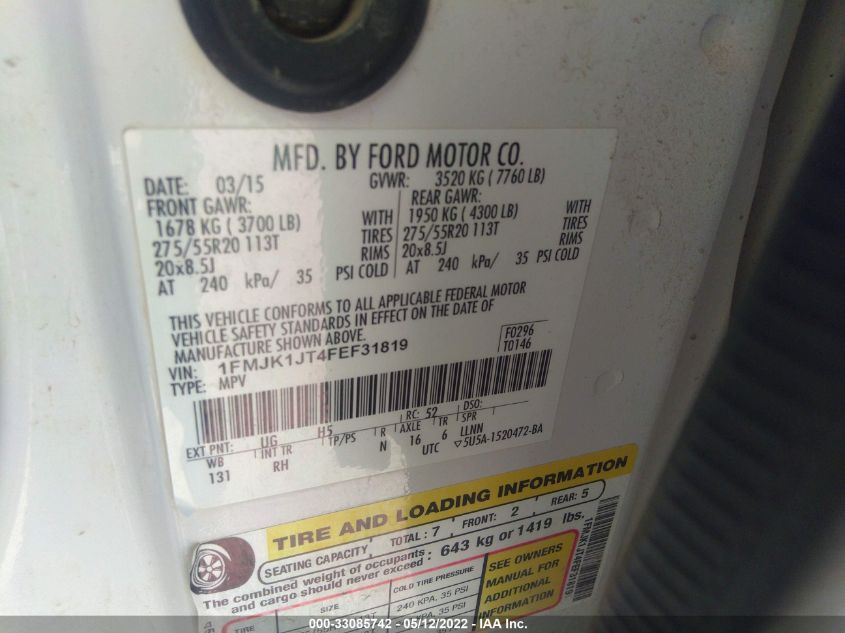 MFD. BY FORD MOTOR CO.
DATE: 03/15 GVWR: 3520 KG ( 7760 LB)
FRONT GAWR: REAR GAWR:
1678 KG ( 3700 LB) WITH 1950 KG ( 4300 LB) WITH
275/55R20 113T TIRES 275/55R20 113T TIRES
20x8.5J RIMS 20x8.5J RIMS
AT 240 kPa/ 35 PSI COLD AT 240 kPa/ 35 PSI COLD
THIS VEHICLE CONFORMS TO ALL APPLICABLE FEDERAL MOTOR
VEHICLE SAFETY STANDARDS IN EFFECT ON THE DATE OF
MANUFACTURE SHOWN ABOVE.
F0296
T0146
VIN: 1FMJK1JT4FEF31819
TYPE: MPV
EXT PNT: UG H5 RC: 52 DSO:
WB INT TR TP/PS R AXLE TR SPR
131 RH N 16 6 LLNN
UTC ▽5U5A-1520472-BA
TIRE AND LOADING INFORMATION
SEATING CAPACITY TOTAL: 7 FRONT: 2 REAR: 5
The combined weight of occupants
and cargo should never exceed : 643 kg or 1419 lbs.
TIRE SIZE COLD TIRE PRESSURE
240 KPA, 35 PSI
KPA, 35 PSI
SEE OWNERS
MANUAL FOR
ADDITIONAL
INFORMATION
1FMJK1JT4FEF31819
000-33085742 - 05/12/2022 - IAA Inc.